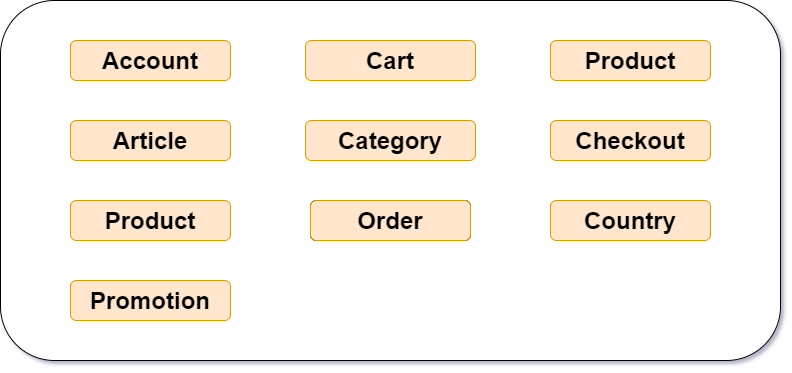 Account
Cart
Product
Article
Category
Checkout
Product
Order
Country
Promotion